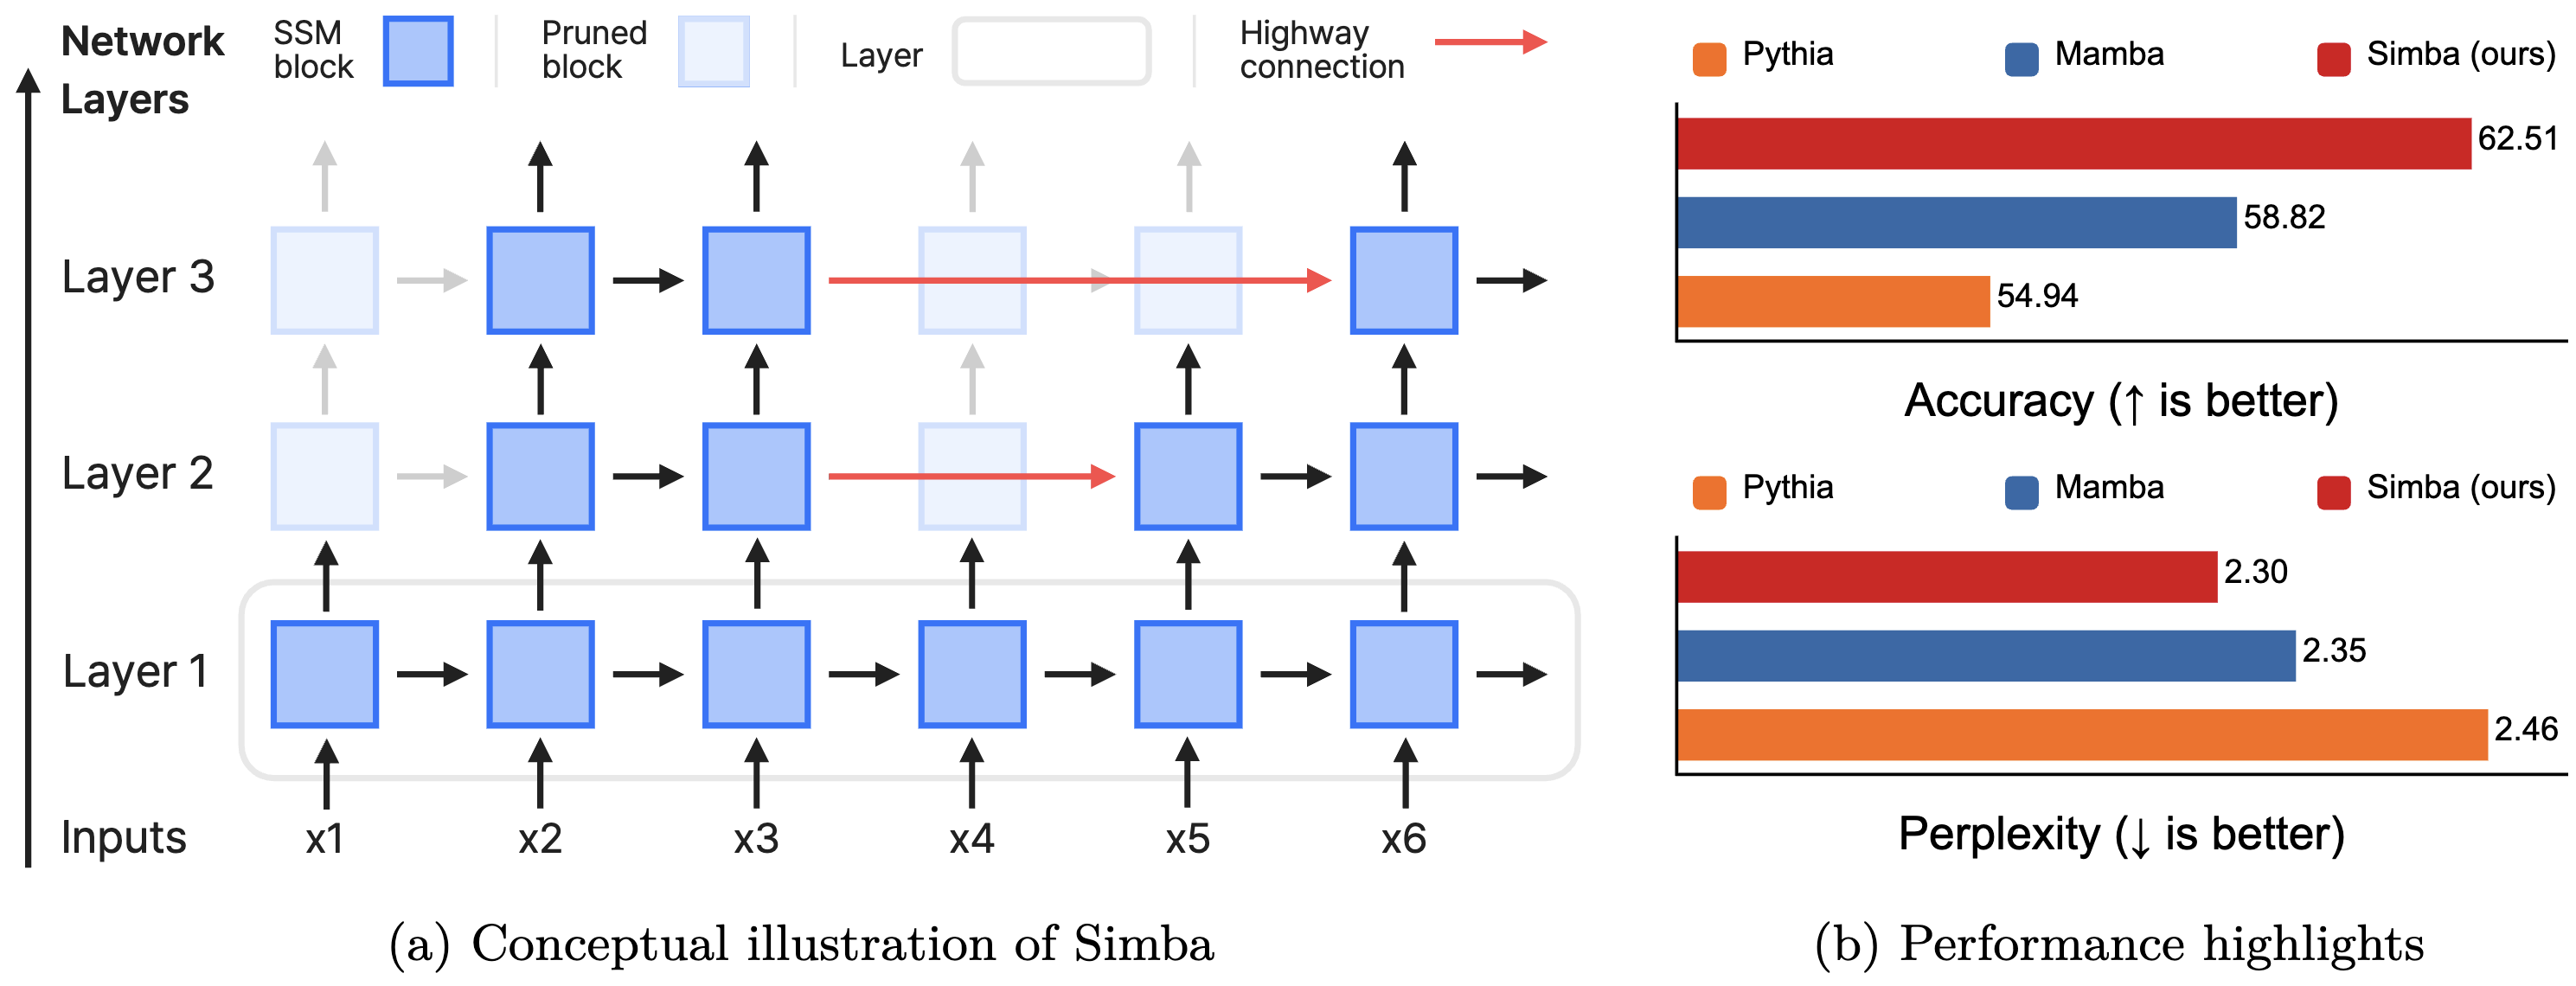 Network
Layers
SSM
block
Pruned
block
Layer
Highway
connection
Layer 3
Layer 2
Layer 1
Inputs
x1 x2 x3 x4 x5 x6
(a) Conceptual illustration of Simba
Pythia Mamba Simba (ours)
62.51
58.82
54.94
Accuracy (↑ is better)
Pythia Mamba Simba (ours)
2.30
2.35
2.46
Perplexity (↓ is better)
(b) Performance highlights